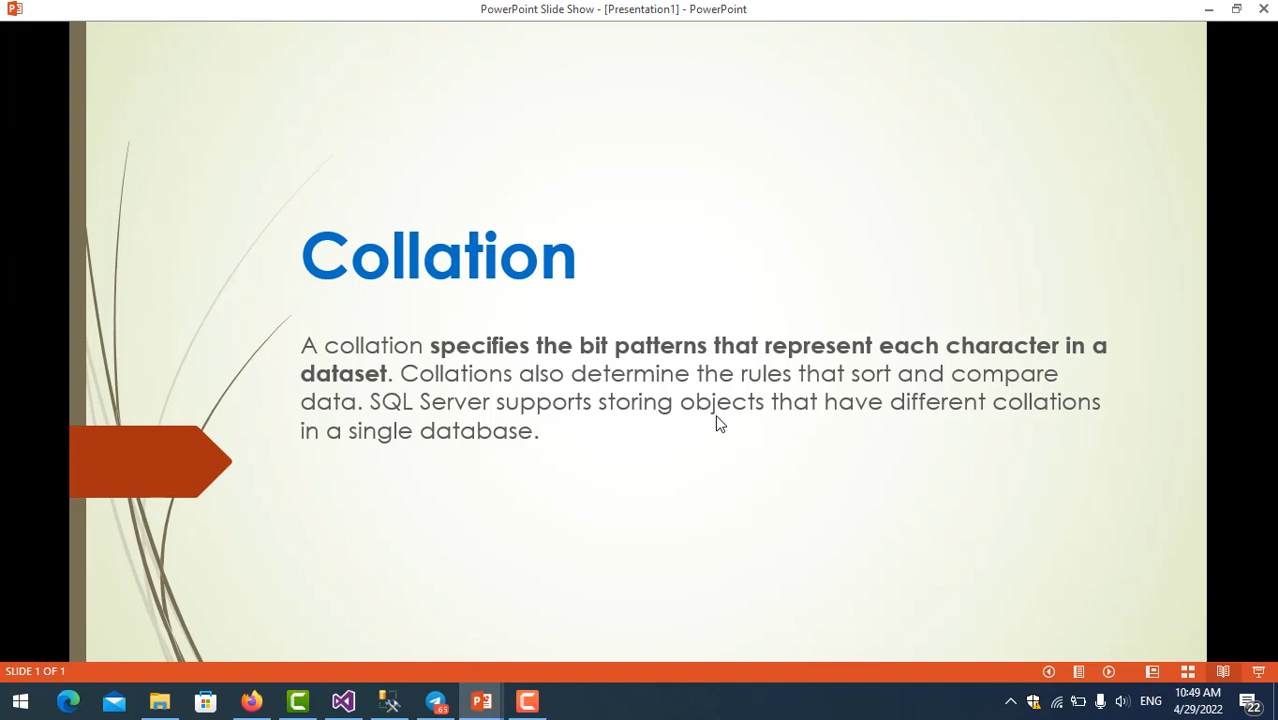 PowerPoint Slide Show - [Presentation1] - PowerPoint
Collation
A collation specifies the bit patterns that represent each character in a
dataset. Collations also determine the rules that sort and compare
data. SQL Server supports storing objects that have different collations
in a single database.
SLIDE 1 OF 1
65
ENG
10:49 AM
4/29/2022
22